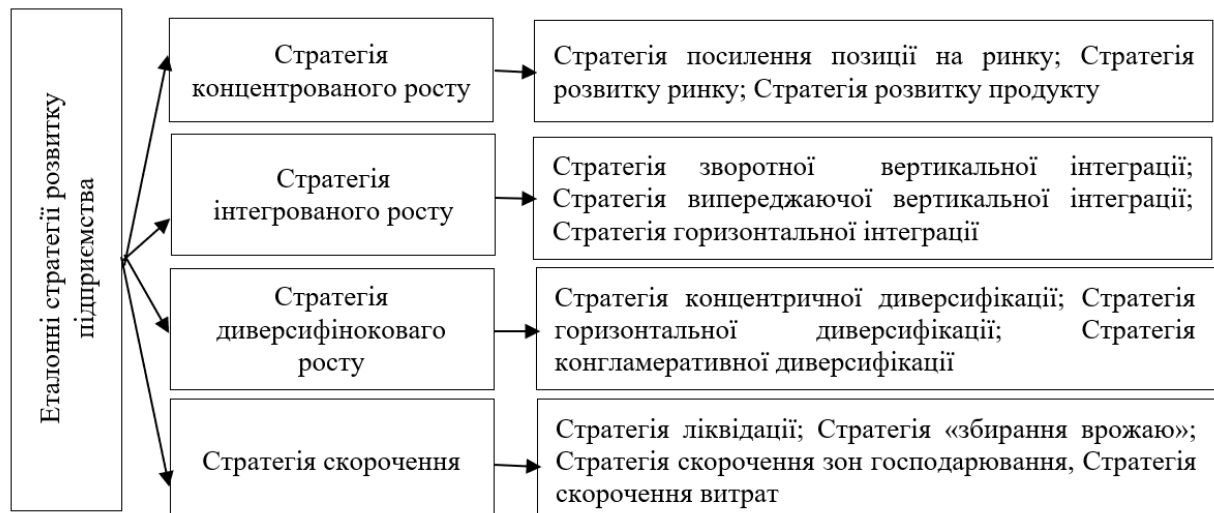 Еталонні стратегії розвитку
підприємства
Стратегія
концентрованого росту
Стратегія посилення позиції на ринку; Стратегія
розвитку ринку; Стратегія розвитку продукту
Стратегія
інтегрованого росту
Стратегія зворотної вертикальної інтеграції;
Стратегія випереджаючої вертикальної інтеграції;
Стратегія горизонтальної інтеграції
Стратегія
диверсифіноковаго
росту
Стратегія концентричної диверсифікації; Стратегія
горизонтальної диверсифікації; Стратегія
конгламеративної диверсифікації
Стратегія скорочення
Стратегія ліквідації; Стратегія «збирання врожаю»;
Стратегія скорочення зон господарювання, Стратегія
скорочення витрат